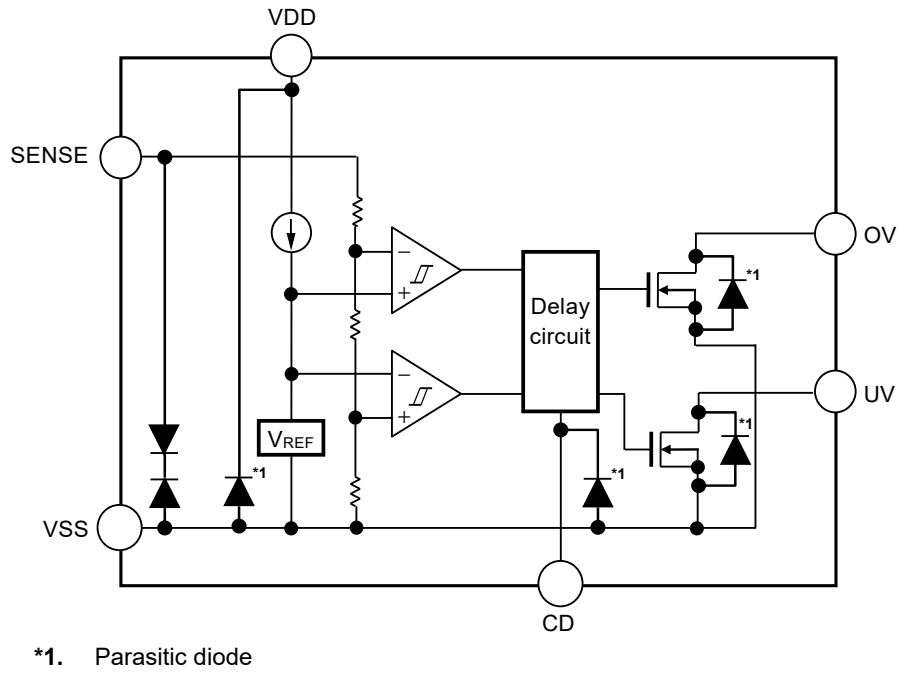 VDD
SENSE
OV
*1
Delay
circuit
UV
*1
VREF
*1
*1
VSS
CD
*1. Parasitic diode
−
+
−
+